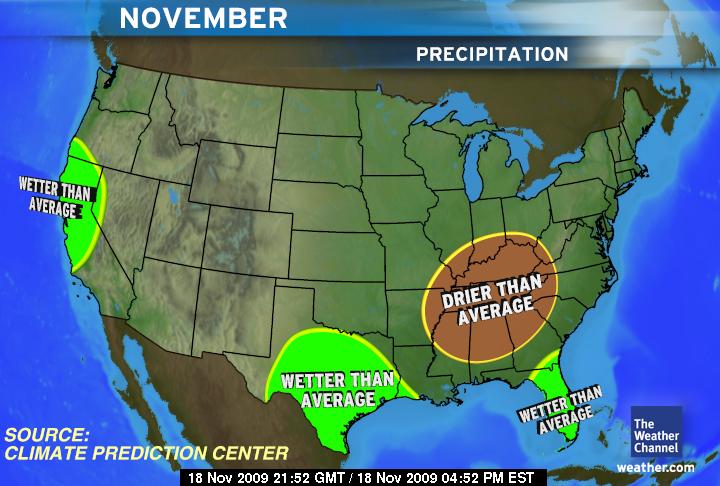 NOVEMBER
PRECIPITATION
WETTER THAN
AVERAGE
DRIER THAN
AVERAGE
WETTER THAN
AVERAGE
WETTER THAN
AVERAGE
SOURCE:
CLIMATE PREDICTION CENTER
The
Weather
Channel
weather.com
18 Nov 2009 21:52 GMT / 18 Nov 2009 04:52 PM EST